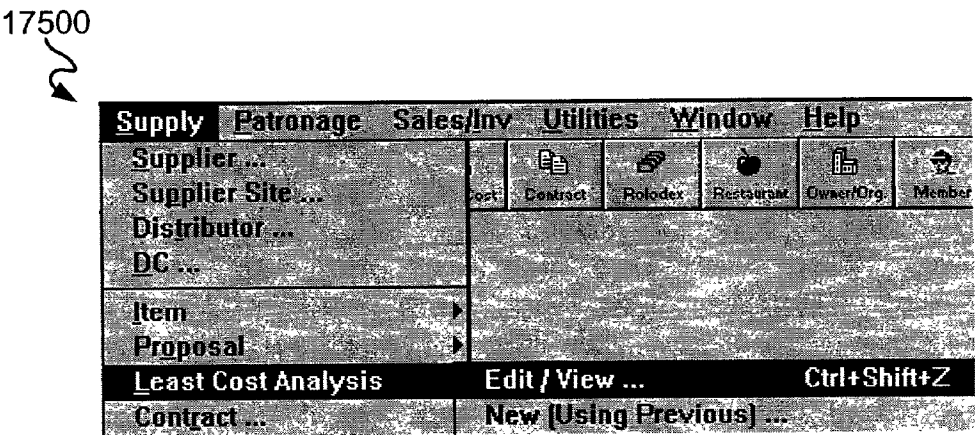 17500
Supply Patronage Sales/Inv Utilities Window Help
Supplier ...
Cost Contract Rolodex Restaurant Owner/Org Member
Supplier Site ...
Distributor ...
DC ...
Item
Proposal
Least Cost Analysis Edit / View ... Ctrl+Shift+Z
Contract ... New (Using Previous) ...